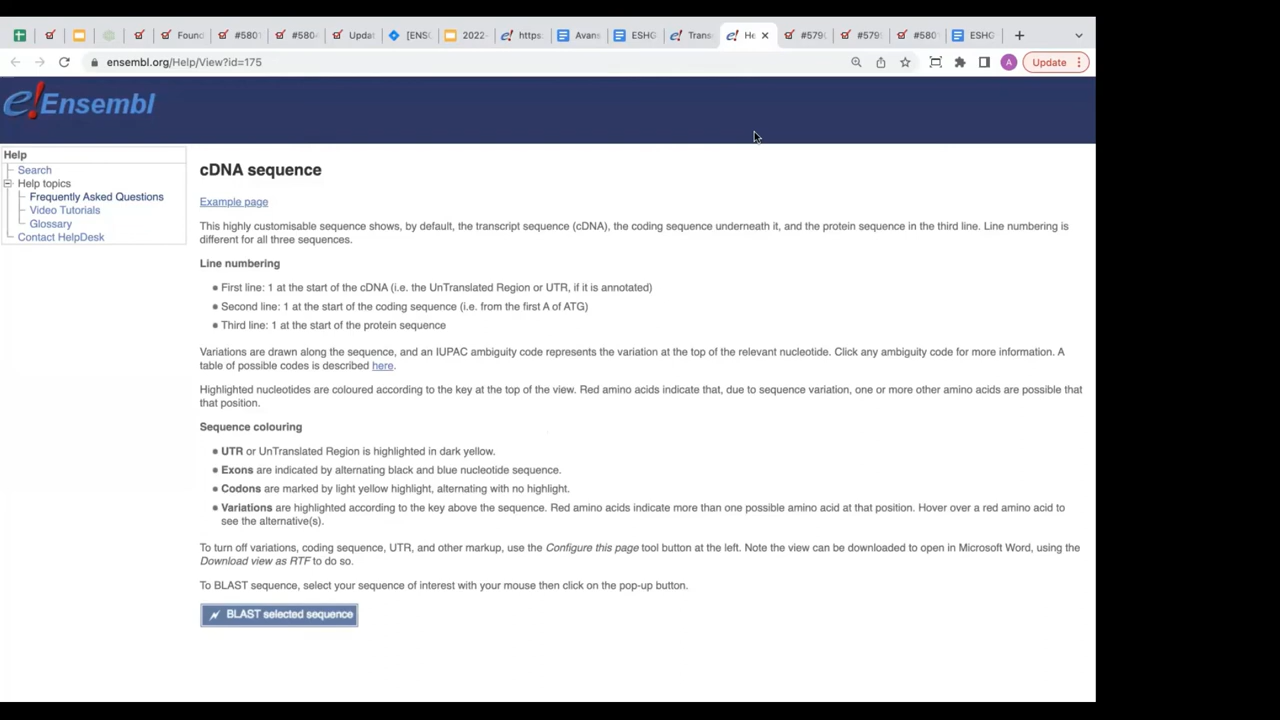 Found
#5801
#580
Updat
[ENSC
2022-
https:
Avans
ESHG
Trans
He
#579
#579
#580
ESHG
ensembl.org/Help/View?id=175
A
Update
e!Ensembl
Help
Search
Help topics
Frequently Asked Questions
Video Tutorials
Glossary
Contact HelpDesk
cDNA sequence
Example page
This highly customisable sequence shows, by default, the transcript sequence (cDNA), the coding sequence underneath it, and the protein sequence in the third line. Line numbering is
different for all three sequences.
Line numbering
First line: 1 at the start of the cDNA (i.e. the UnTranslated Region or UTR, if it is annotated)
Second line: 1 at the start of the coding sequence (i.e. from the first A of ATG)
Third line: 1 at the start of the protein sequence
Variations are drawn along the sequence, and an IUPAC ambiguity code represents the variation at the top of the relevant nucleotide. Click any ambiguity code for more information. A
table of possible codes is described here.
Highlighted nucleotides are coloured according to the key at the top of the view. Red amino acids indicate that, due to sequence variation, one or more other amino acids are possible that
that position.
Sequence colouring
UTR or UnTranslated Region is highlighted in dark yellow.
Exons are indicated by alternating black and blue nucleotide sequence.
Codons are marked by light yellow highlight, alternating with no highlight.
Variations are highlighted according to the key above the sequence. Red amino acids indicate more than one possible amino acid at that position. Hover over a red amino acid to
see the alternative(s).
To turn off variations, coding sequence, UTR, and other markup, use the Configure this page tool button at the left. Note the view can be downloaded to open in Microsoft Word, using the
Download view as RTF to do so.
To BLAST sequence, select your sequence of interest with your mouse then click on the pop-up button.
BLAST selected sequence